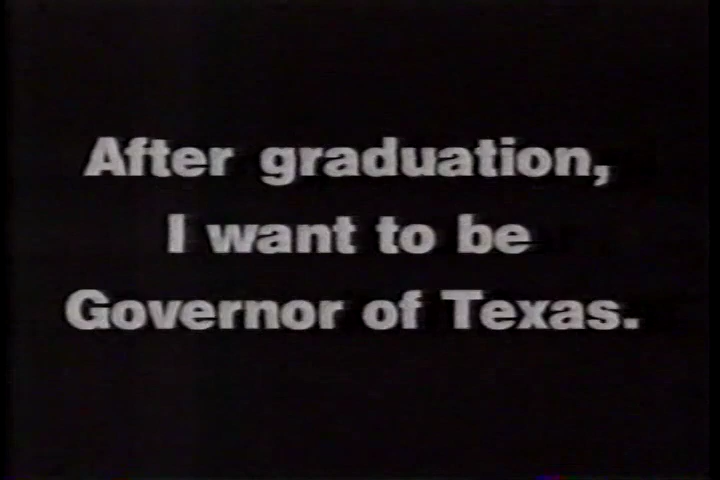 After graduation,
I want to be
Governor of Texas.